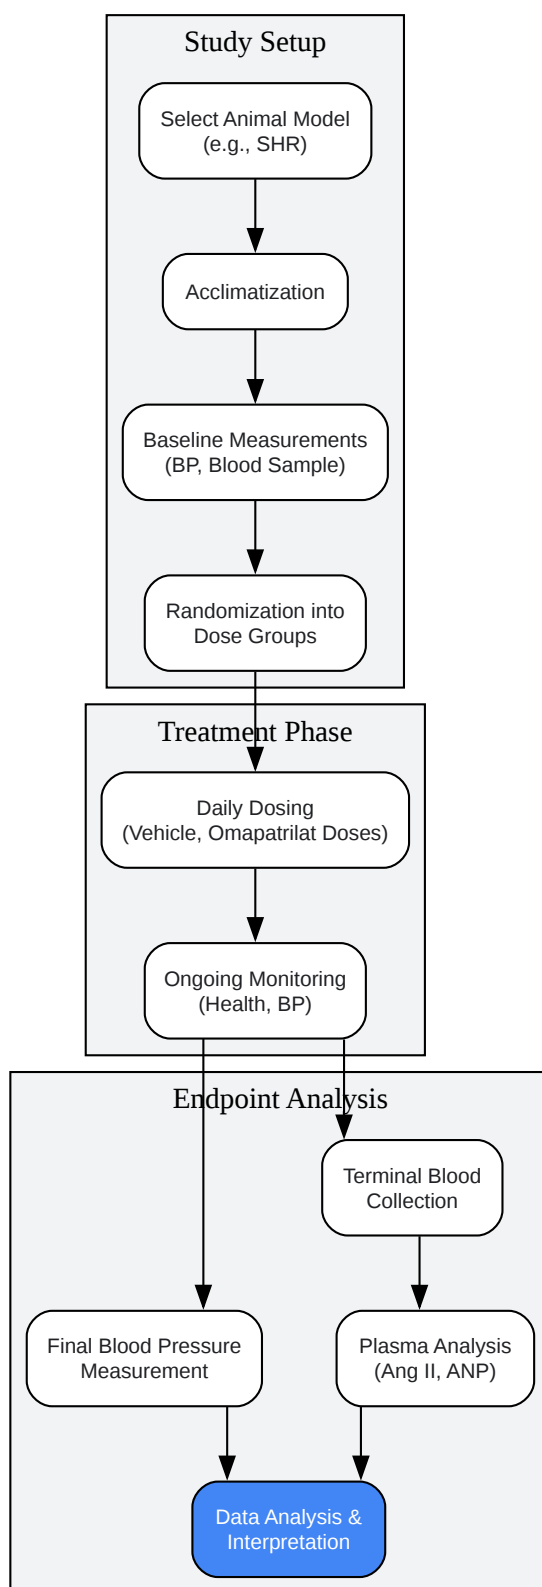 Study Setup
Select Animal Model
(e.g., SHR)
Acclimatization
Baseline Measurements
(BP, Blood Sample)
Randomization into
Dose Groups
Treatment Phase
Daily Dosing
(Vehicle, Omapatrilat Doses)
Ongoing Monitoring
(Health, BP)
Endpoint Analysis
Terminal Blood
Collection
Final Blood Pressure
Measurement
Plasma Analysis
(Ang II, ANP)
Data Analysis &
Interpretation